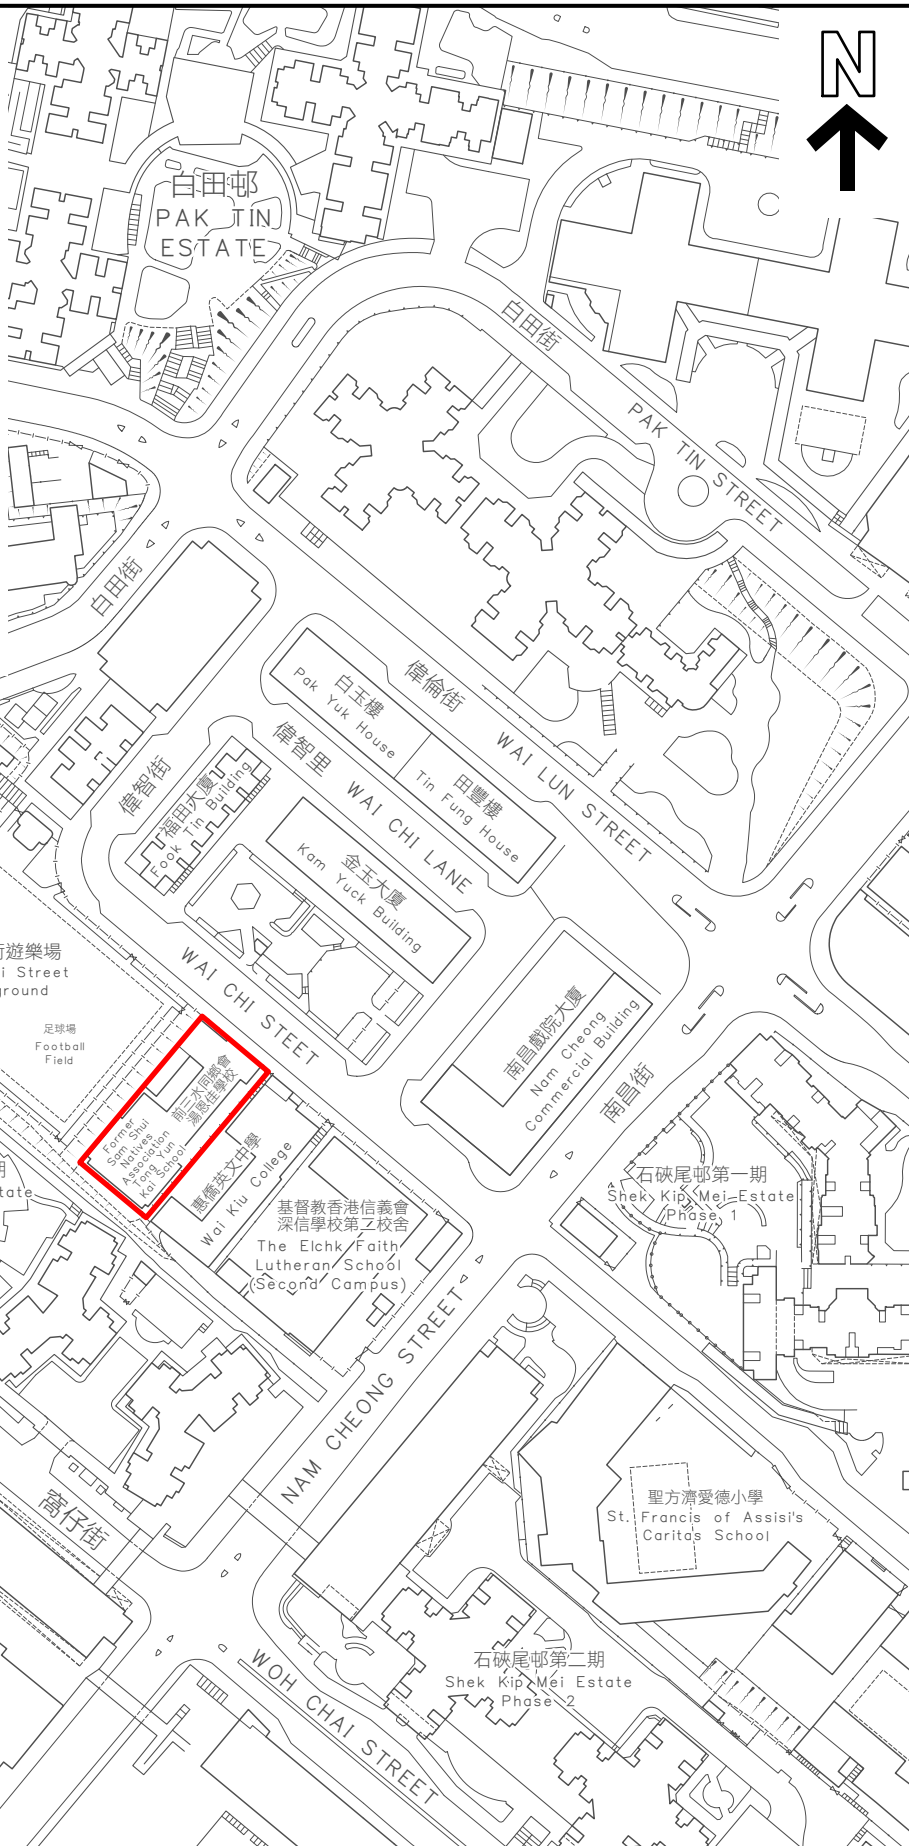 N
白田邨
PAK TIN
ESTATE
白田街
PAK TIN STREET
白田街
偉倫街
WAI LUN STREET
白玉樓
Pak Yuk House
田豐樓
Tin Fung House
偉智里
WAI CHI LANE
偉智街
福田大廈
Fook Tin Building
金玉大廈
Kam Yuck Building
WAI CHI STEET
街遊樂場
i Street
ground
足球場
Football
Field
南昌戲院大廈
Nam Cheong
Commercial Building
南昌街
前三水同鄉會
湯恩佳學校
Former
Sam Shui
Natives
Association
Tong Yun
Kai School
惠僑英文中學
Wai Kiu College
基督教香港信義會
深信學校第二校舍
The Elchk Faith
Lutheran School
(Second Campus)
石硤尾邨第一期
Shek Kip Mei Estate
Phase 1
期
tate
NAM CHEONG STREET
窩仔街
聖方濟愛德小學
St. Francis of Assisi's
Caritas School
石硤尾邨第二期
Shek Kip Mei Estate
Phase 2
WOH CHAI STREET